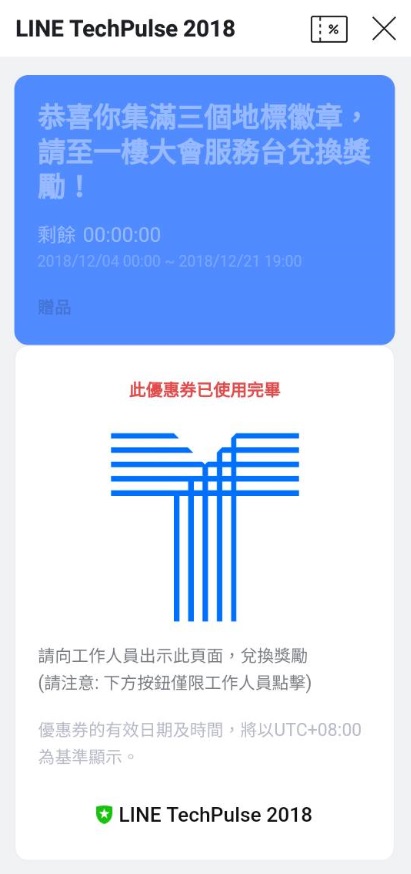 LINE TechPulse 2018
%
恭喜你集滿三個地標徽章，
請至一樓大會服務台兌換獎
勵！
剩餘 00:00:00
2018/12/04 00:00 ~ 2018/12/21 19:00
贈品
此優惠券已使用完畢
請向工作人員出示此頁面，兌換獎勵
(請注意: 下方按鈕僅限工作人員點擊)
優惠券的有效日期及時間，將以UTC+08:00
為基準顯示。
LINE TechPulse 2018